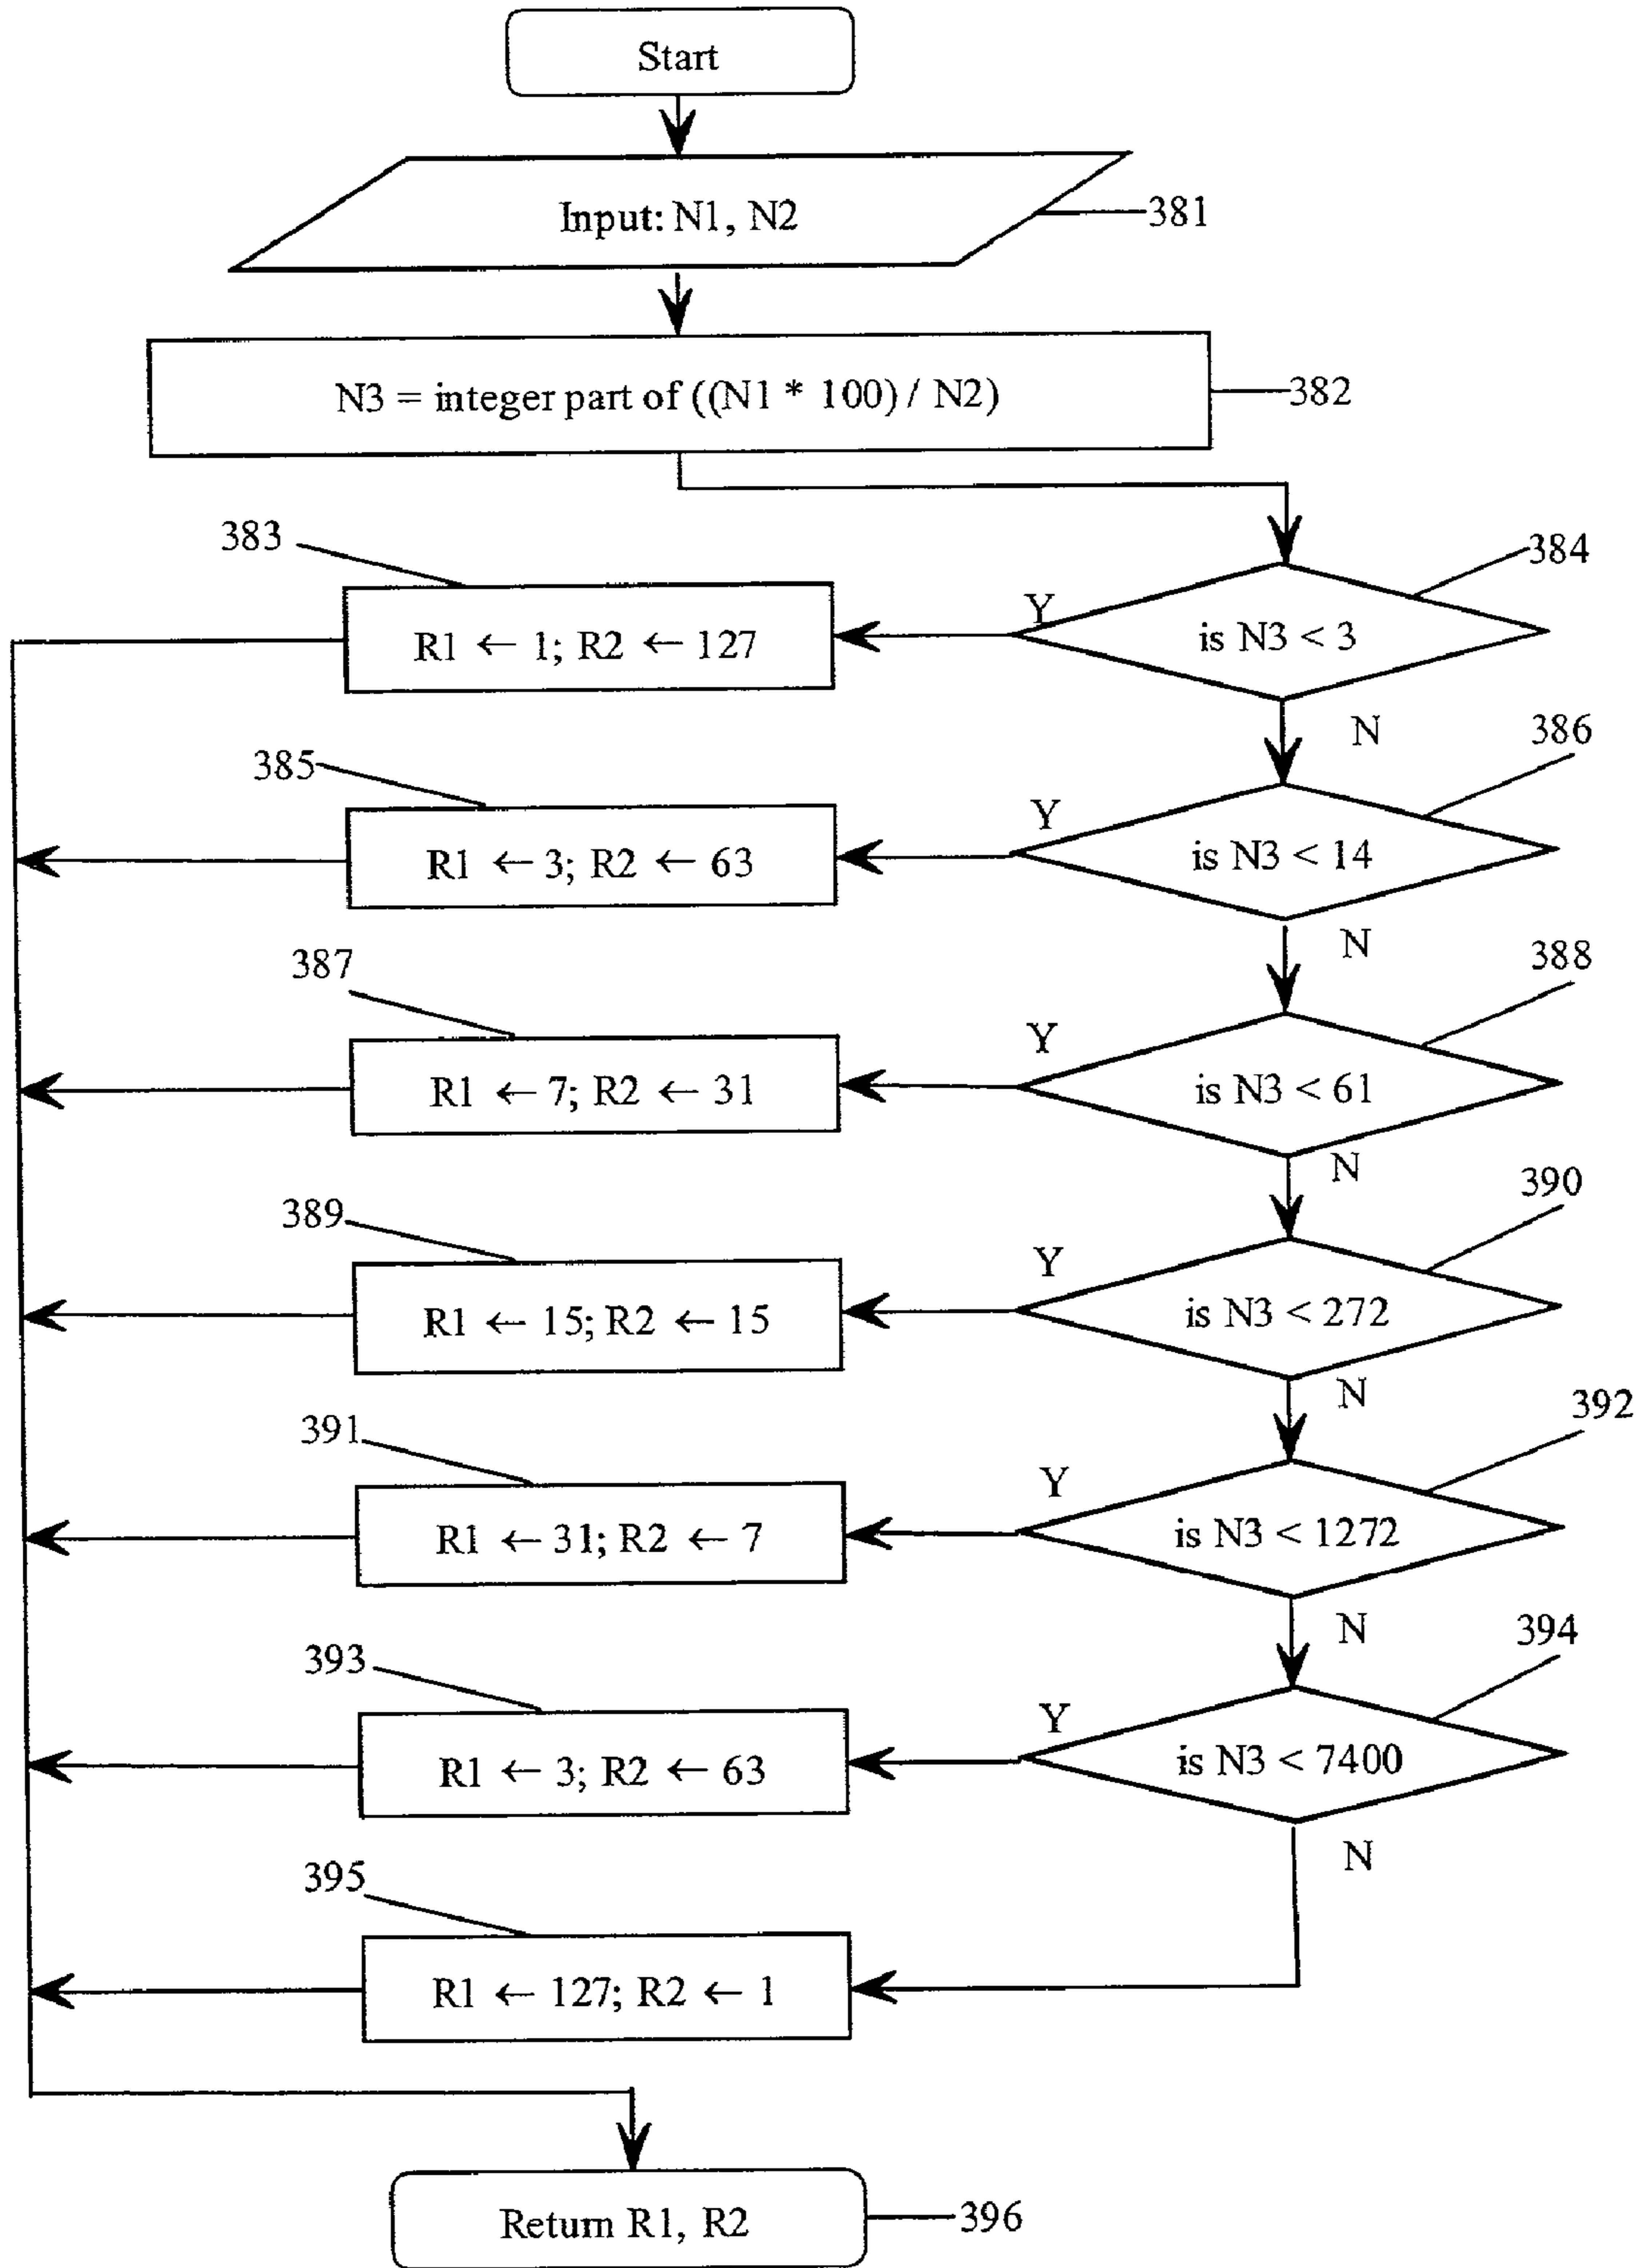 Start
Input: N1, N2
381
N3 = integer part of ((N1 * 100) / N2)
382
383
384
R1 ← 1; R2 ← 127
Y
is N3 < 3
N
385
386
R1 ← 3; R2 ← 63
Y
is N3 < 14
N
387
388
R1 ← 7; R2 ← 31
Y
is N3 < 61
N
389
390
R1 ← 15; R2 ← 15
Y
is N3 < 272
N
391
392
R1 ← 31; R2 ← 7
Y
is N3 < 1272
N
393
394
R1 ← 3; R2 ← 63
Y
is N3 < 7400
N
395
R1 ← 127; R2 ← 1
Return R1, R2
396